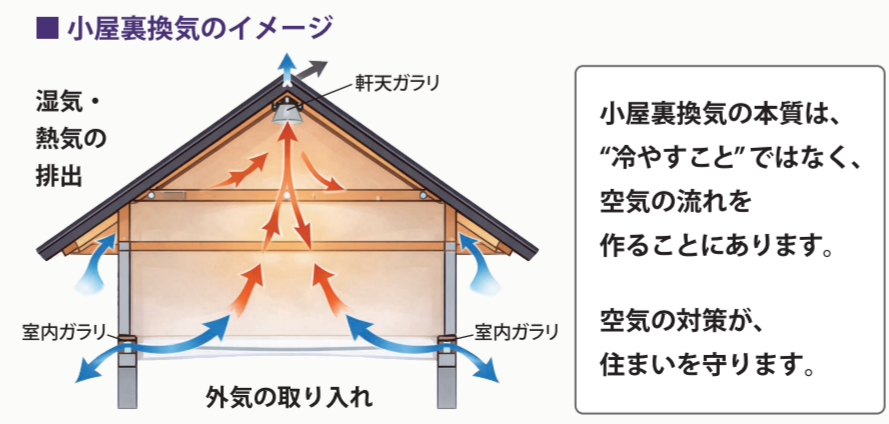 ■ 小屋裏換気のイメージ
軒天ガラリ
湿気・
熱気の
排出
室内ガラリ
室内ガラリ
外気の取り入れ
小屋裏換気の本質は、
“冷やすこと” ではなく、
空気の流れを
作ることにあります。
空気の対策が、
住まいを守ります。